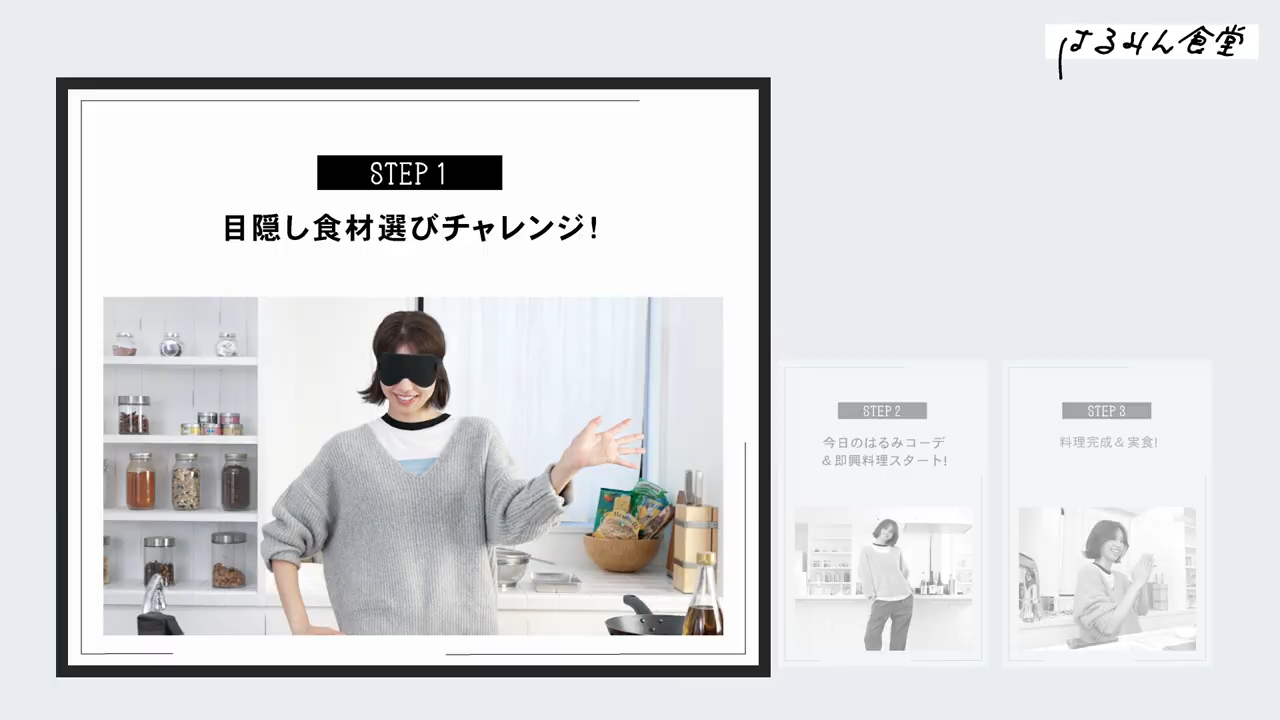 はるみん食堂
STEP 1
目隠し食材選びチャレンジ!
STEP 2
今日のはるみコーデ
&即興料理スタート!
STEP 3
料理完成&実食!